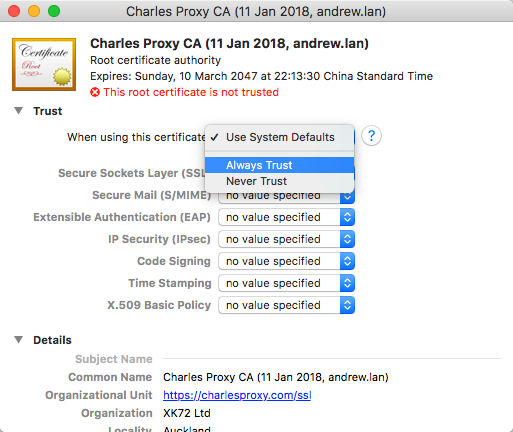 Charles Proxy CA (11 Jan 2018, andrew.lan)
Certificate
Root
Charles Proxy CA (11 Jan 2018, andrew.lan)
Root certificate authority
Expires: Sunday, 10 March 2047 at 22:13:30 China Standard Time
This root certificate is not trusted
Trust
When using this certificate
✓ Use System Defaults
?
Always Trust
Never Trust
Secure Sockets Layer (SSL
Secure Mail (S/MIME) no value specified
Extensible Authentication (EAP) no value specified
IP Security (IPsec) no value specified
Code Signing no value specified
Time Stamping no value specified
X.509 Basic Policy no value specified
Details
Subject Name
Common Name Charles Proxy CA (11 Jan 2018, andrew.lan)
Organizational Unit https://charlesproxy.com/ssl
Organization XK72 Ltd
Locality Auckland